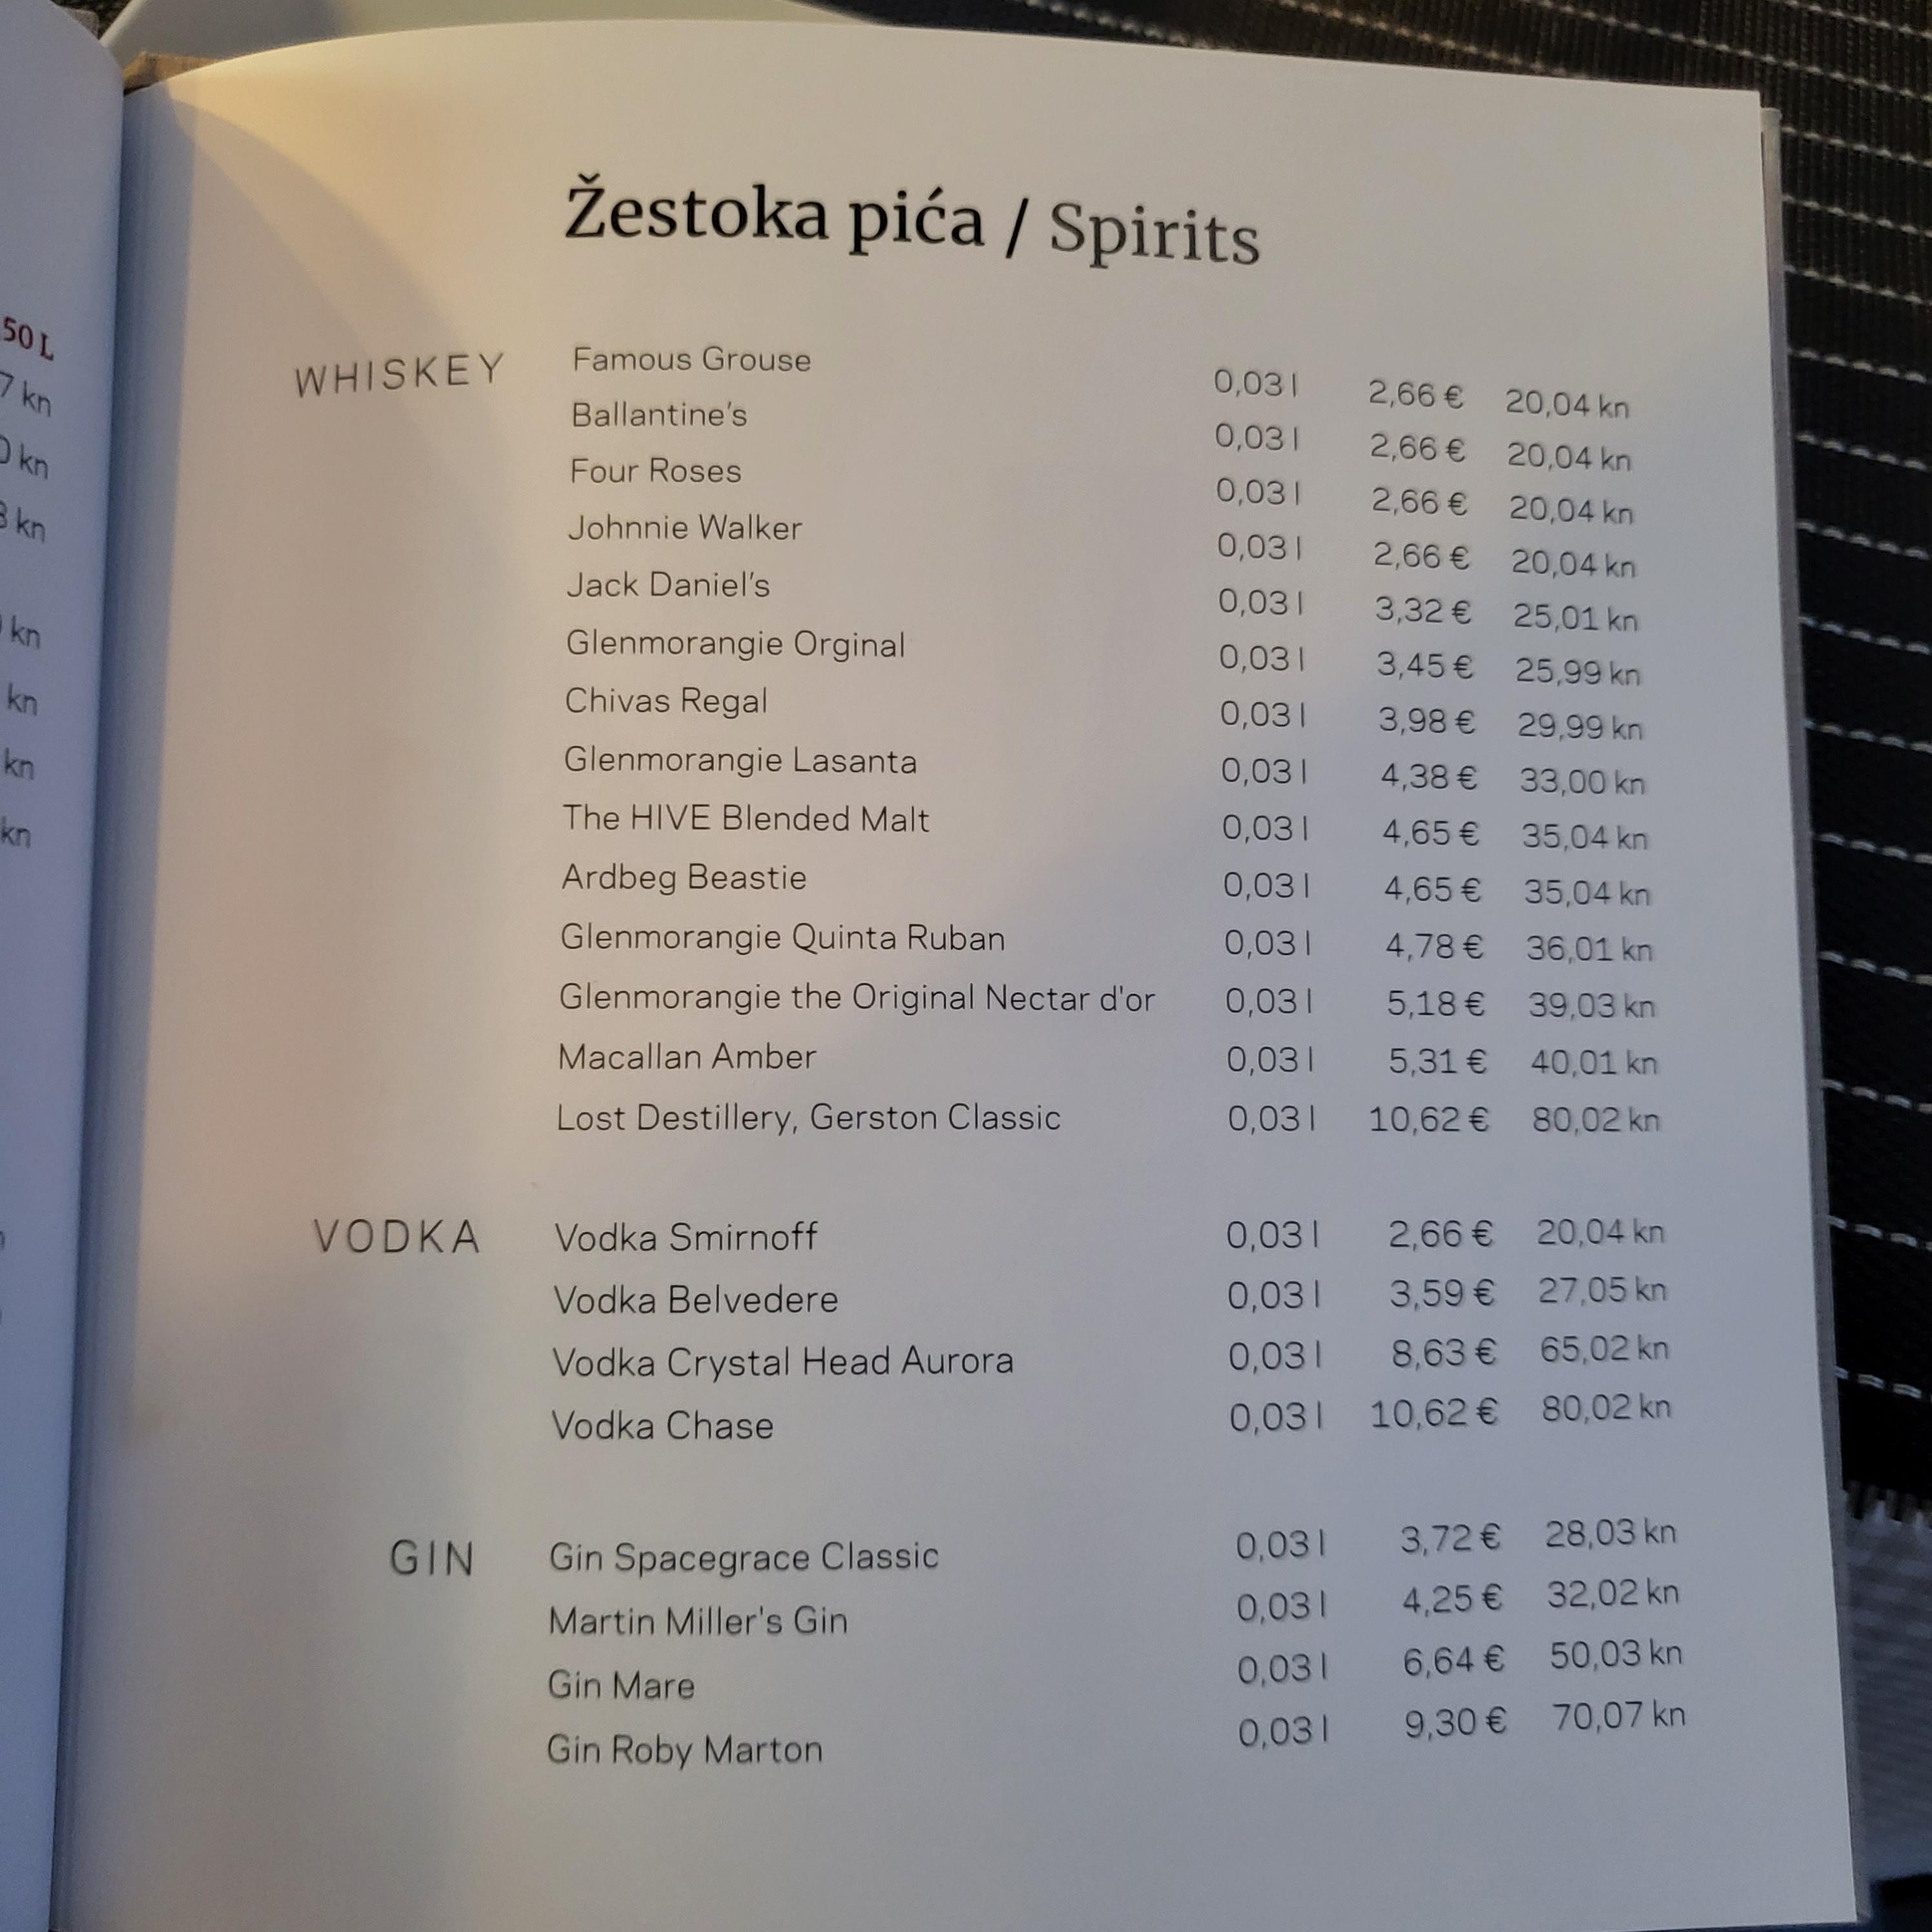 50 L
7 kn
0 kn
8 kn
kn
kn
kn
kn
Žestoka pića / Spirits
WHISKEY Famous Grouse 0,03 l 2,66 € 20,04 kn
Ballantine's 0,03 l 2,66 € 20,04 kn
Four Roses 0,03 l 2,66 € 20,04 kn
Johnnie Walker 0,03 l 2,66 € 20,04 kn
Jack Daniel's 0,03 l 3,32 € 25,01 kn
Glenmorangie Orginal 0,03 l 3,45 € 25,99 kn
Chivas Regal 0,03 l 3,98 € 29,99 kn
Glenmorangie Lasanta 0,03 l 4,38 € 33,00 kn
The HIVE Blended Malt 0,03 l 4,65 € 35,04 kn
Ardbeg Beastie 0,03 l 4,65 € 35,04 kn
Glenmorangie Quinta Ruban 0,03 l 4,78 € 36,01 kn
Glenmorangie the Original Nectar d'or 0,03 l 5,18 € 39,03 kn
Macallan Amber 0,03 l 5,31 € 40,01 kn
Lost Destillery, Gerston Classic 0,03 l 10,62 € 80,02 kn
VODKA Vodka Smirnoff 0,03 l 2,66 € 20,04 kn
Vodka Belvedere 0,03 l 3,59 € 27,05 kn
Vodka Crystal Head Aurora 0,03 l 8,63 € 65,02 kn
Vodka Chase 0,03 l 10,62 € 80,02 kn
GIN Gin Spacegrace Classic 0,03 l 3,72 € 28,03 kn
Martin Miller's Gin 0,03 l 4,25 € 32,02 kn
Gin Mare 0,03 l 6,64 € 50,03 kn
Gin Roby Marton 0,03 l 9,30 € 70,07 kn